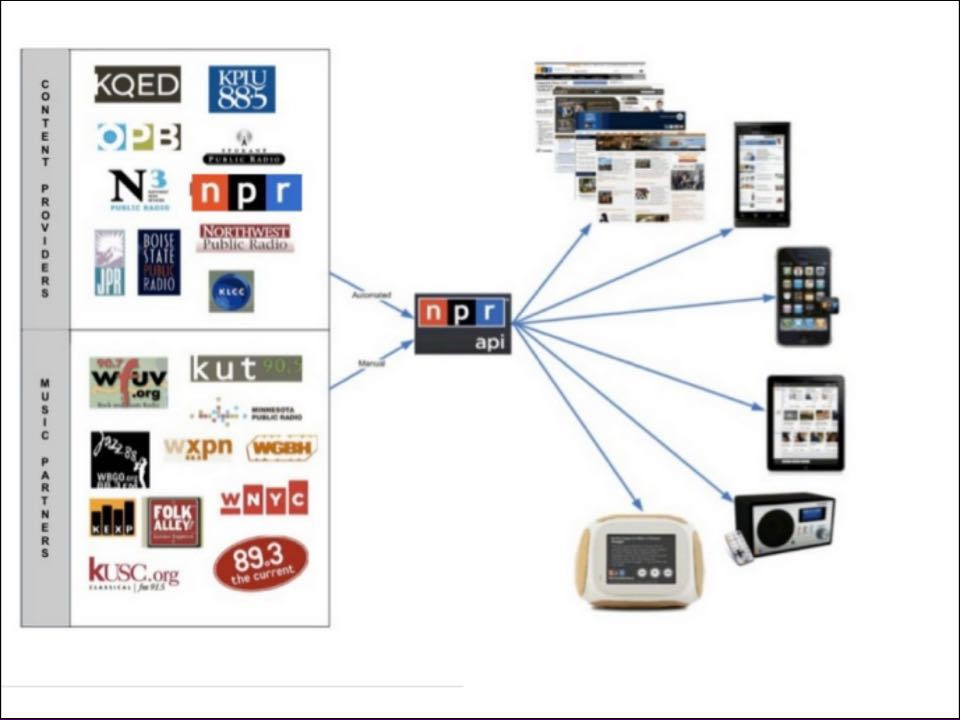 CONTENT PROVIDERS
KQED
KPLU
88.5
OPB
SPOKANE
PUBLIC RADIO
N3
PUBLIC RADIO
npr
NORTHWEST
Public Radio
JPR
BOISE
STATE
PUBLIC
RADIO
KLCC
Automated
Manual
npr
api
MUSIC PARTNERS
90.7
wfuv
.org
kut 90.5
MINNESOTA
PUBLIC RADIO
Jazz 88
WBGO.org
88.3FM
wxpn
WGBH
KEXP
FOLK
ALLEY
WNYC
kUSC.org
CLASSICAL | fm 91.5
89.3
the current
npr